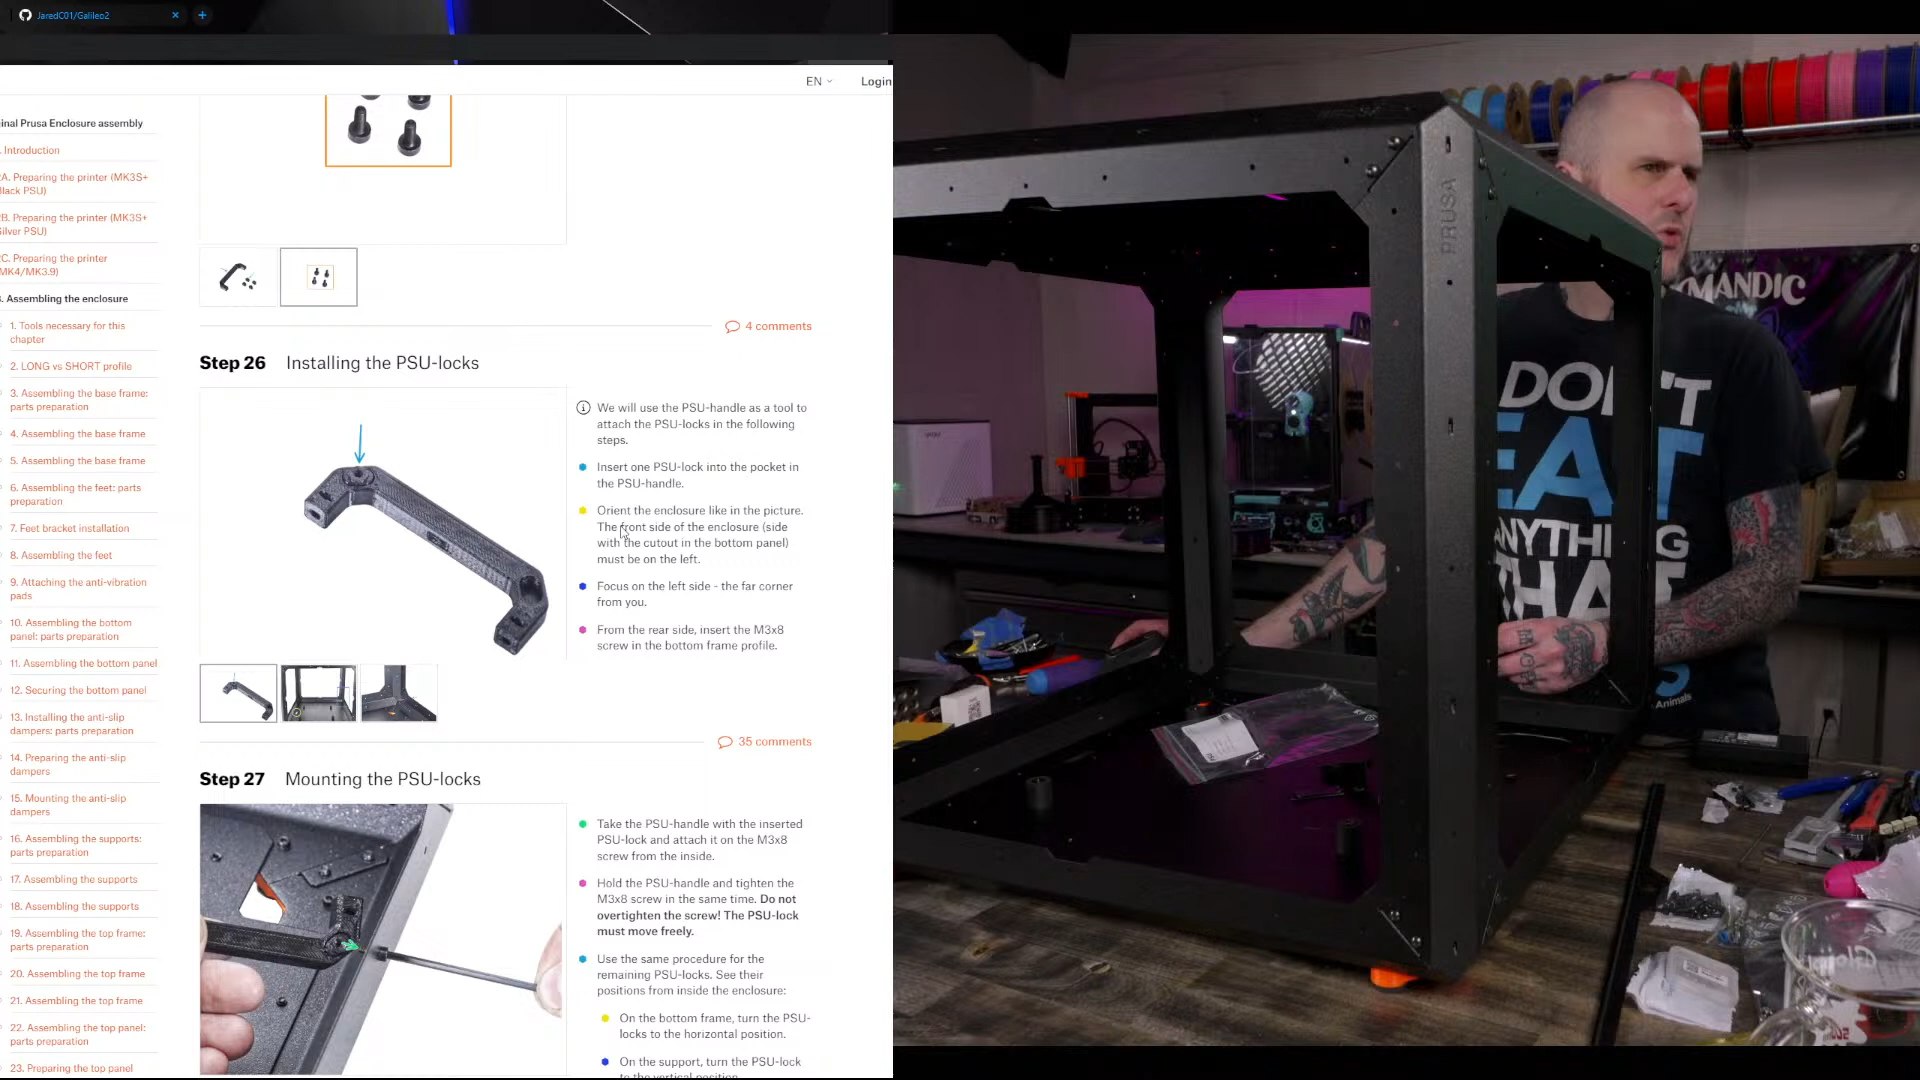 JaredC01/Galileo2
EN
Login
inal Prusa Enclosure assembly
. Introduction
A. Preparing the printer (MK3S+
Black PSU)
B. Preparing the printer (MK3S+
Silver PSU)
C. Preparing the printer
MK4/MK3.9)
. Assembling the enclosure
1. Tools necessary for this
chapter
2. LONG vs SHORT profile
3. Assembling the base frame:
parts preparation
4. Assembling the base frame
5. Assembling the base frame
6. Assembling the feet: parts
preparation
7. Feet bracket installation
8. Assembling the feet
9. Attaching the anti-vibration
pads
10. Assembling the bottom
panel: parts preparation
11. Assembling the bottom panel
12. Securing the bottom panel
13. Installing the anti-slip
dampers: parts preparation
14. Preparing the anti-slip
dampers
15. Mounting the anti-slip
dampers
16. Assembling the supports:
parts preparation
17. Assembling the supports
18. Assembling the supports
19. Assembling the top frame:
parts preparation
20. Assembling the top frame
21. Assembling the top frame
22. Assembling the top panel:
parts preparation
23. Preparing the top panel
4 comments
Step 26 Installing the PSU-locks
We will use the PSU-handle as a tool to
attach the PSU-locks in the following
steps.
Insert one PSU-lock into the pocket in
the PSU-handle.
Orient the enclosure like in the picture.
The front side of the enclosure (side
with the cutout in the bottom panel)
must be on the left.
Focus on the left side - the far corner
from you.
From the rear side, insert the M3x8
screw in the bottom frame profile.
35 comments
Step 27 Mounting the PSU-locks
Take the PSU-handle with the inserted
PSU-lock and attach it on the M3x8
screw from the inside.
Hold the PSU-handle and tighten the
M3x8 screw in the same time. Do not
overtighten the screw! The PSU-lock
must move freely.
Use the same procedure for the
remaining PSU-locks. See their
positions from inside the enclosure:
On the bottom frame, turn the PSU-
locks to the horizontal position.
On the support, turn the PSU-lock
to the vertical position.
PRUSA
MANDIC
DON'T
EAT
ANYTHING
THA
S
Animals